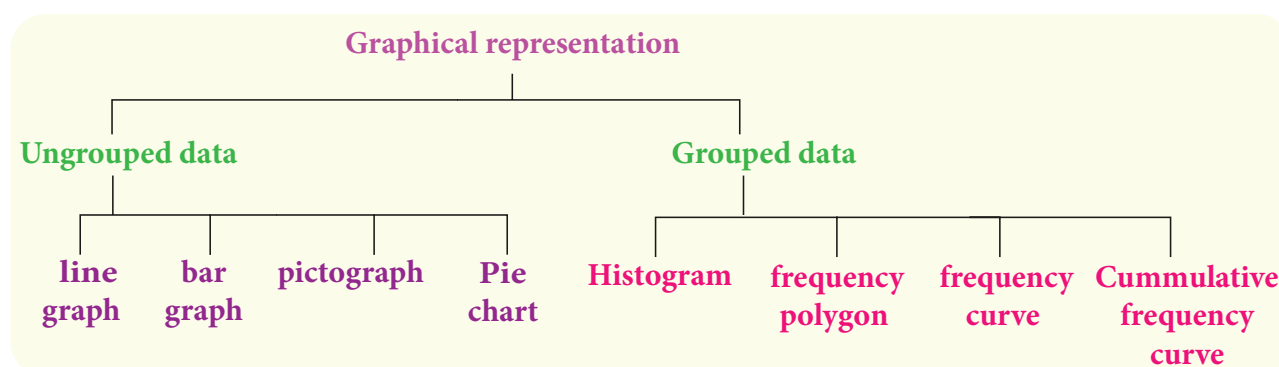 Graphical representation
Ungrouped data
Grouped data
line
graph
bar
graph
pictograph
Pie
chart
Histogram
frequency
polygon
frequency
curve
Cummulative
frequency
curve